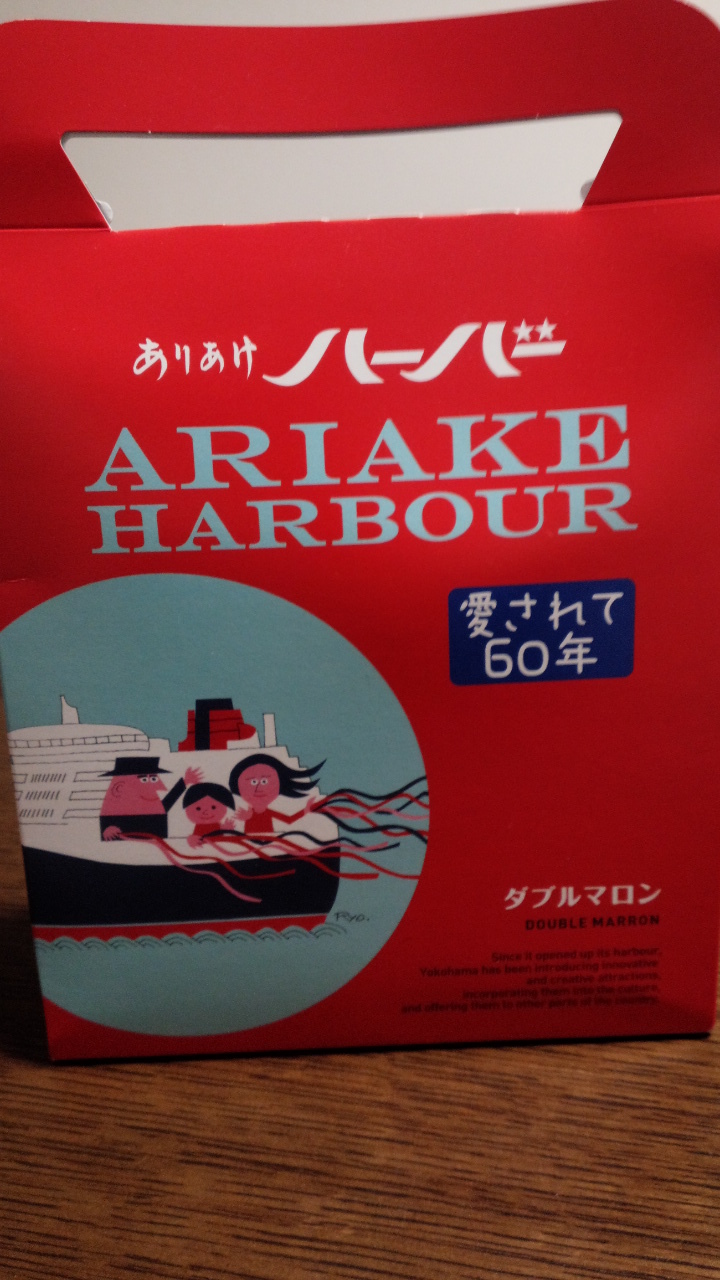 ありあけ ハーバー
ARIAKE
HARBOUR
愛されて
60年
Ryo.
ダブルマロン
DOUBLE MARRON
Since it opened up its harbour,
Yokohama has been introducing innovative
and creative attractions,
incorporating them into the culture,
and offering them to other parts of the country.